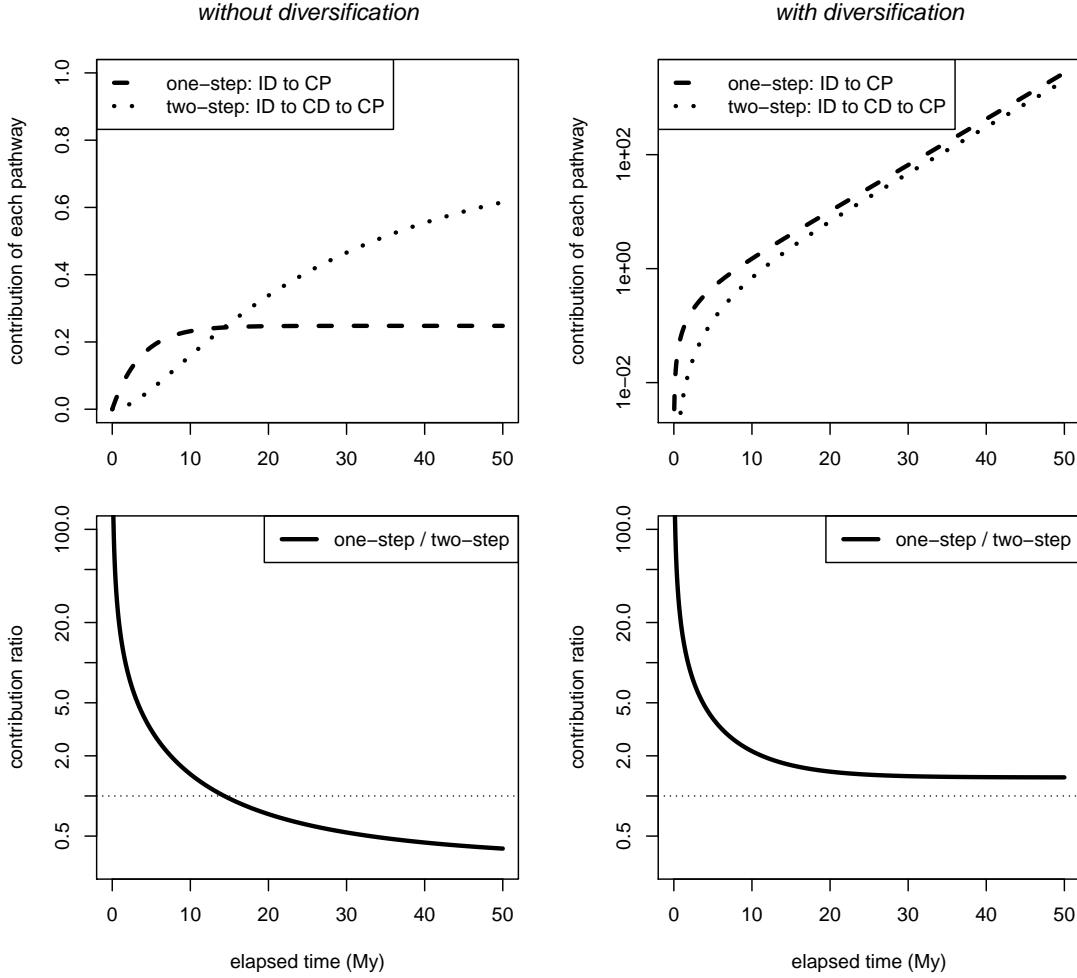 without diversification
with diversification
one−step: ID to CP
two−step: ID to CD to CP
contribution of each pathway
0.0
0.2
0.4
0.6
0.8
1.0
0 10 20 30 40 50
one−step: ID to CP
two−step: ID to CD to CP
contribution of each pathway
1e−02
1e+00
1e+02
0 10 20 30 40 50
one−step / two−step
contribution ratio
0.5
2.0
5.0
20.0
100.0
0 10 20 30 40 50
elapsed time (My)
one−step / two−step
contribution ratio
0.5
2.0
5.0
20.0
100.0
0 10 20 30 40 50
elapsed time (My)